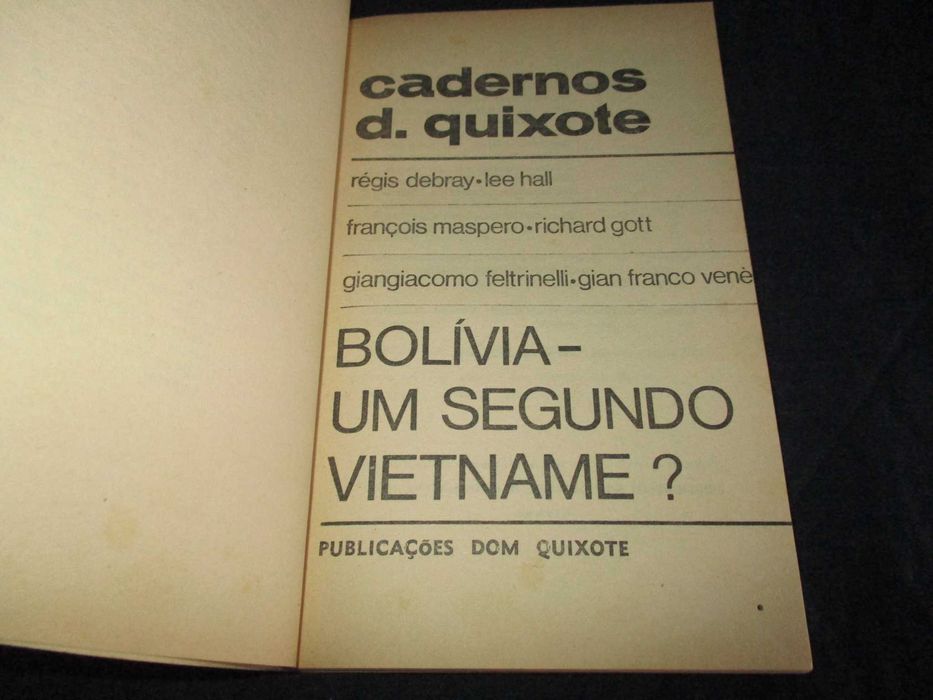 cadernos
d. quixote
régis debray•lee hall
françois maspero•richard gott
giangiacomo feltrinelli•gian franco venè
BOLÍVIA-
UM SEGUNDO
VIETNAME ?
PUBLICAÇÕES DOM QUIXOTE